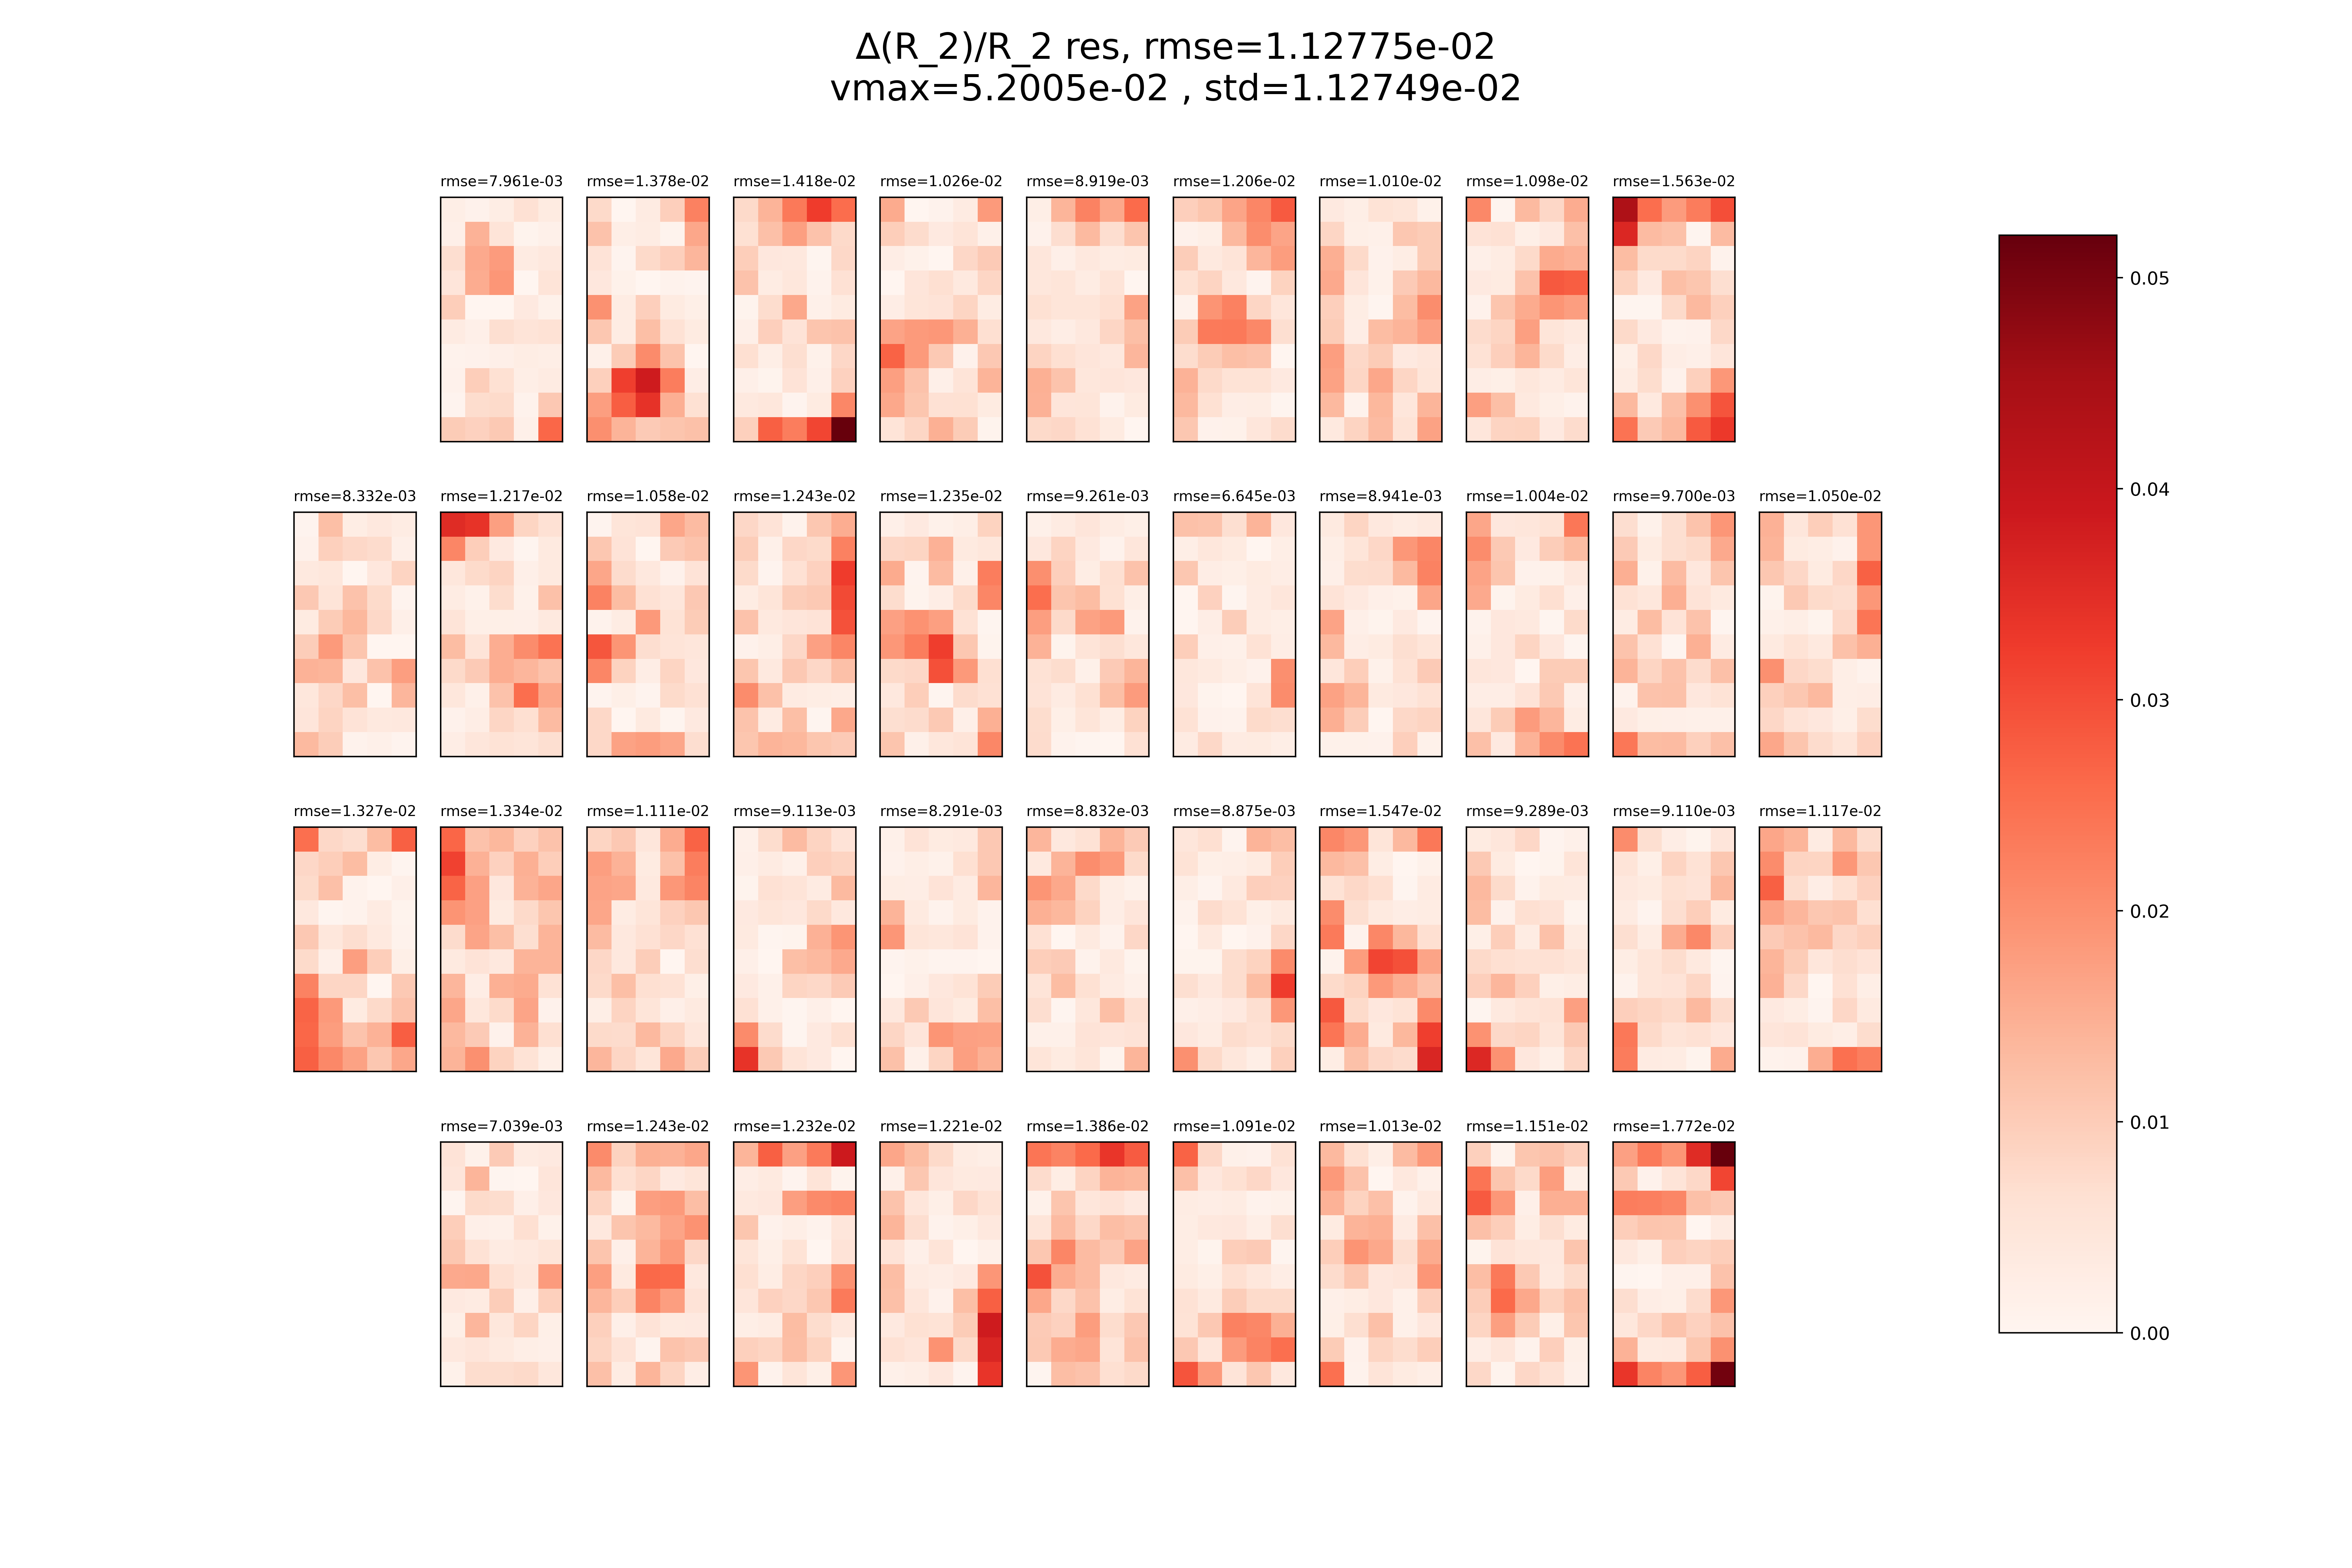 Δ(R_2)/R_2 res, rmse=1.12775e-02
vmax=5.2005e-02 , std=1.12749e-02
rmse=7.961e-03 rmse=1.378e-02 rmse=1.418e-02 rmse=1.026e-02 rmse=8.919e-03 rmse=1.206e-02 rmse=1.010e-02 rmse=1.098e-02 rmse=1.563e-02
0.05
0.04
rmse=8.332e-03 rmse=1.217e-02 rmse=1.058e-02 rmse=1.243e-02 rmse=1.235e-02 rmse=9.261e-03 rmse=6.645e-03 rmse=8.941e-03 rmse=1.004e-02 rmse=9.700e-03 rmse=1.050e-02
0.03
rmse=1.327e-02 rmse=1.334e-02 rmse=1.111e-02 rmse=9.113e-03 rmse=8.291e-03 rmse=8.832e-03 rmse=8.875e-03 rmse=1.547e-02 rmse=9.289e-03 rmse=9.110e-03 rmse=1.117e-02
0.02
0.01
rmse=7.039e-03 rmse=1.243e-02 rmse=1.232e-02 rmse=1.221e-02 rmse=1.386e-02 rmse=1.091e-02 rmse=1.013e-02 rmse=1.151e-02 rmse=1.772e-02
0.00